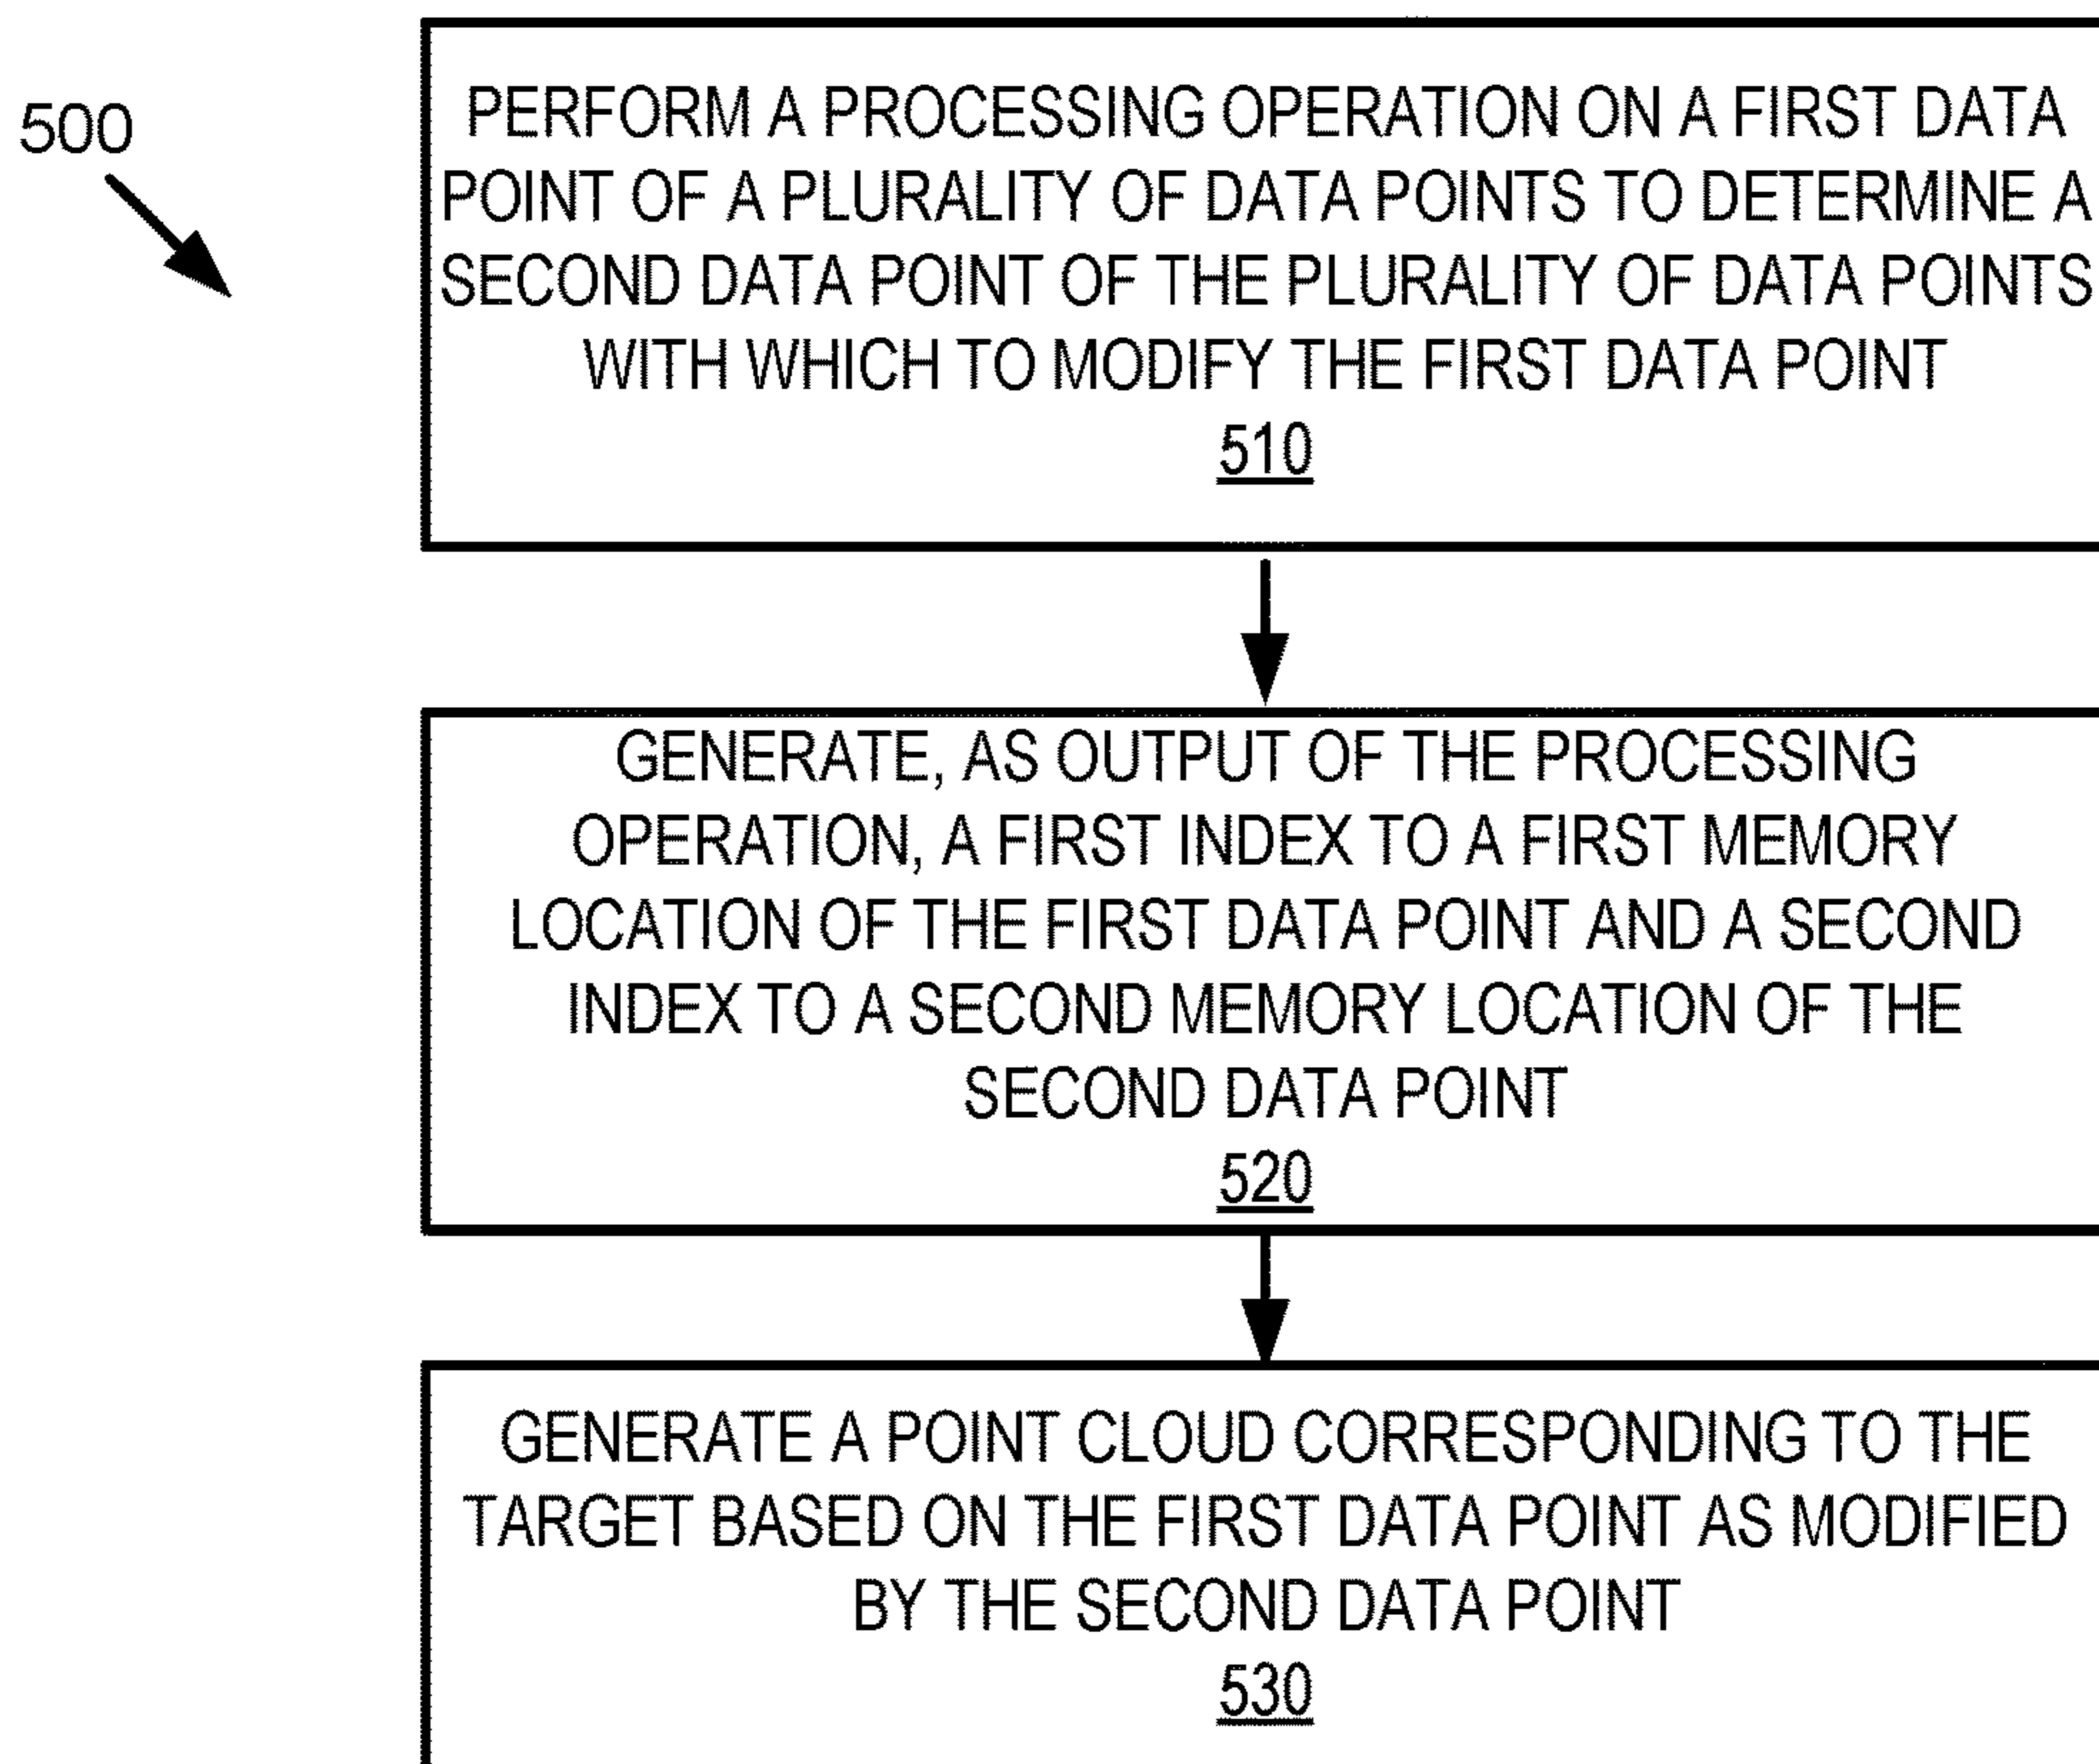 500
PERFORM A PROCESSING OPERATION ON A FIRST DATA
POINT OF A PLURALITY OF DATA POINTS TO DETERMINE A
SECOND DATA POINT OF THE PLURALITY OF DATA POINTS
WITH WHICH TO MODIFY THE FIRST DATA POINT
510
GENERATE, AS OUTPUT OF THE PROCESSING
OPERATION, A FIRST INDEX TO A FIRST MEMORY
LOCATION OF THE FIRST DATA POINT AND A SECOND
INDEX TO A SECOND MEMORY LOCATION OF THE
SECOND DATA POINT
520
GENERATE A POINT CLOUD CORRESPONDING TO THE
TARGET BASED ON THE FIRST DATA POINT AS MODIFIED
BY THE SECOND DATA POINT
530